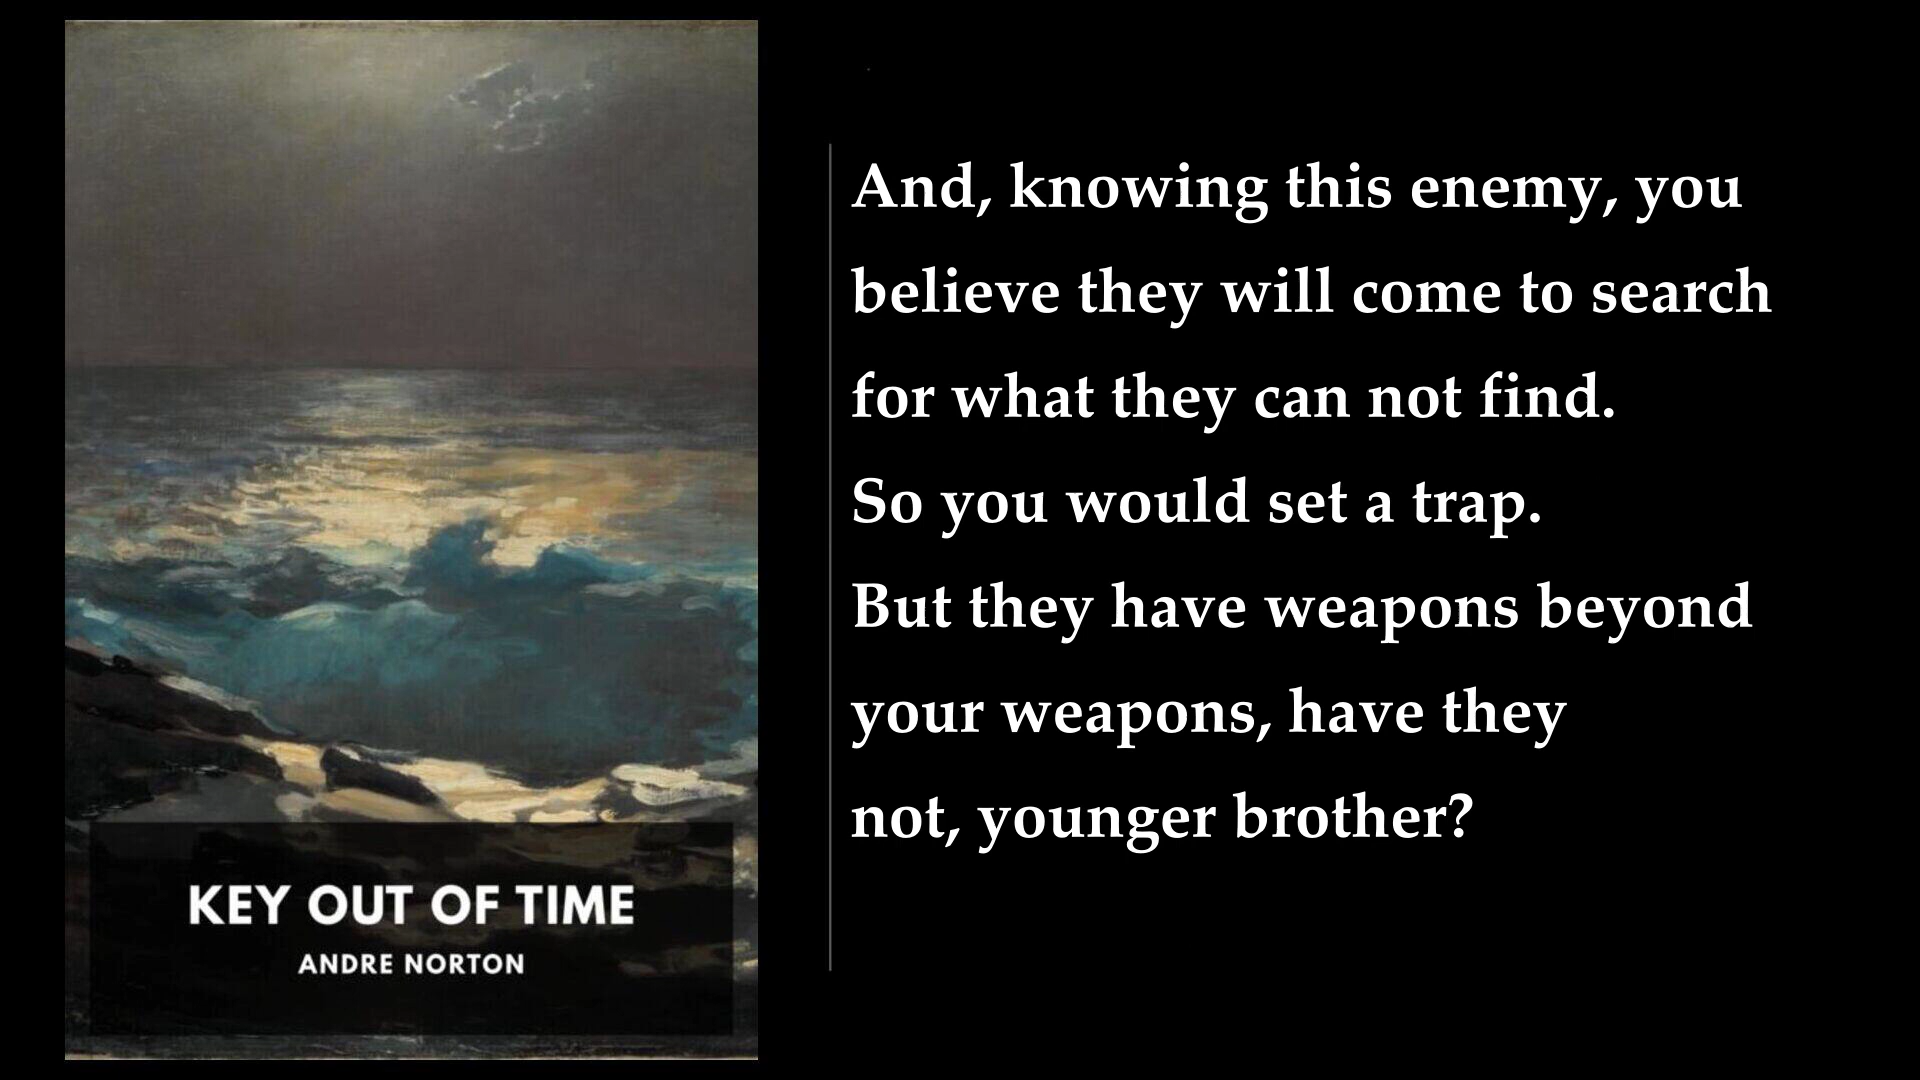 And, knowing this enemy, you
believe they will come to search
for what they can not find.
So you would set a trap.
But they have weapons beyond
your weapons, have they
not, younger brother?
KEY OUT OF TIME
ANDRE NORTON